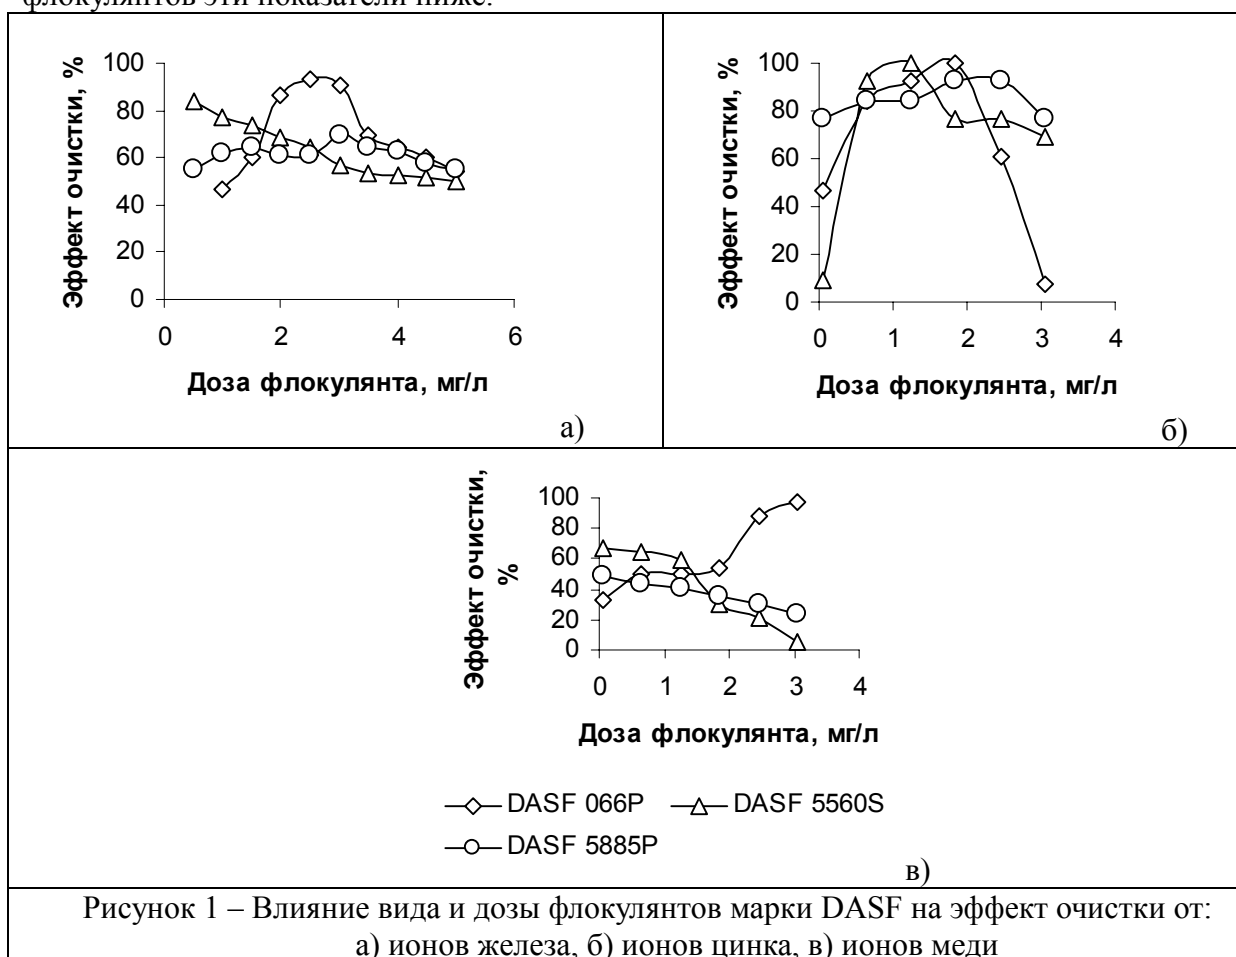 флокулянтов эти показатели ниже.
Эффект очистки, %
100
80
60
40
20
0
0 2 4 6
Доза флокулянта, мг/л
а)
Эффект очистки, %
100
80
60
40
20
0
0 1 2 3 4
Доза флокулянта, мг/л
б)
Эффект очистки,
%
100
80
60
40
20
0
0 1 2 3 4
Доза флокулянта, мг/л
DASF 066P DASF 5560S
DASF 5885P
в)
Рисунок 1 – Влияние вида и дозы флокулянтов марки DASF на эффект очистки от:
а) ионов железа, б) ионов цинка, в) ионов меди